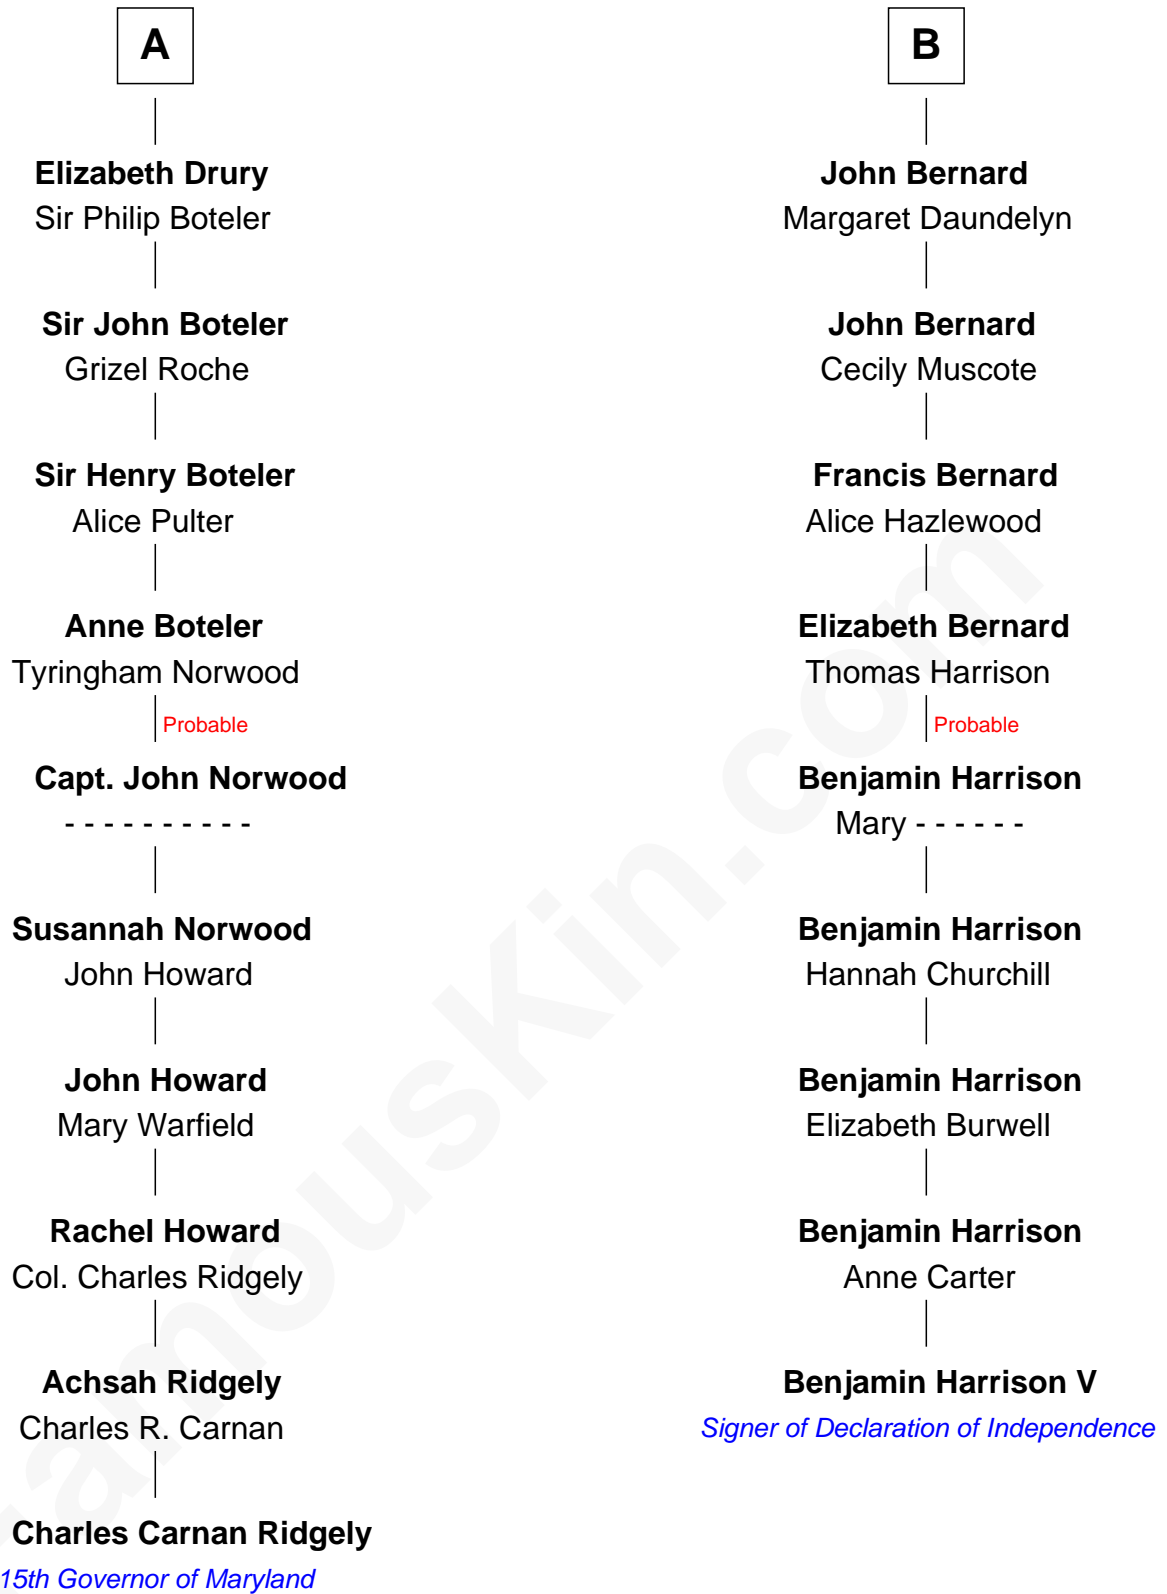 A
Elizabeth Drury
Sir Philip Boteler
Sir John Boteler
Grizel Roche
Sir Henry Boteler
Alice Pulter
Anne Boteler
Tyringham Norwood
Probable
Capt. John Norwood
- - - - - - - - - -
Susannah Norwood
John Howard
John Howard
Mary Warfield
Rachel Howard
Col. Charles Ridgely
Achsah Ridgely
Charles R. Carnan
Charles Carnan Ridgely
15th Governor of Maryland
B
John Bernard
Margaret Daundelyn
John Bernard
Cecily Muscote
Francis Bernard
Alice Hazlewood
Elizabeth Bernard
Thomas Harrison
Probable
Benjamin Harrison
Mary - - - - - -
Benjamin Harrison
Hannah Churchill
Benjamin Harrison
Elizabeth Burwell
Benjamin Harrison
Anne Carter
Benjamin Harrison V
Signer of Declaration of Independence
FamousKin.com